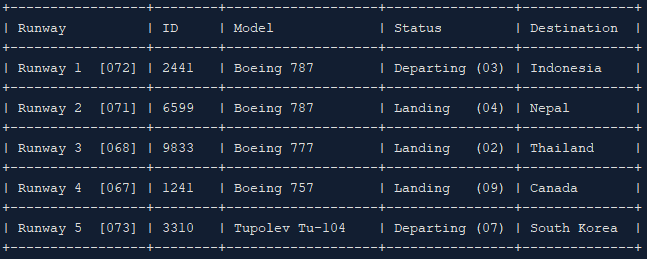 +-----------------+--------+------------------+----------------+--------------+
| Runway          | ID     | Model            | Status         | Destination  |
+-----------------+--------+------------------+----------------+--------------+
| Runway 1  [072] | 2441   | Boeing 787       | Departing (03) | Indonesia    |
+-----------------+--------+------------------+----------------+--------------+
| Runway 2  [071] | 6599   | Boeing 787       | Landing   (04) | Nepal        |
+-----------------+--------+------------------+----------------+--------------+
| Runway 3  [068] | 9833   | Boeing 777       | Landing   (02) | Thailand     |
+-----------------+--------+------------------+----------------+--------------+
| Runway 4  [067] | 1241   | Boeing 757       | Landing   (09) | Canada       |
+-----------------+--------+------------------+----------------+--------------+
| Runway 5  [073] | 3310   | Tupolev Tu-104   | Departing (07) | South Korea  |
+-----------------+--------+------------------+----------------+--------------+